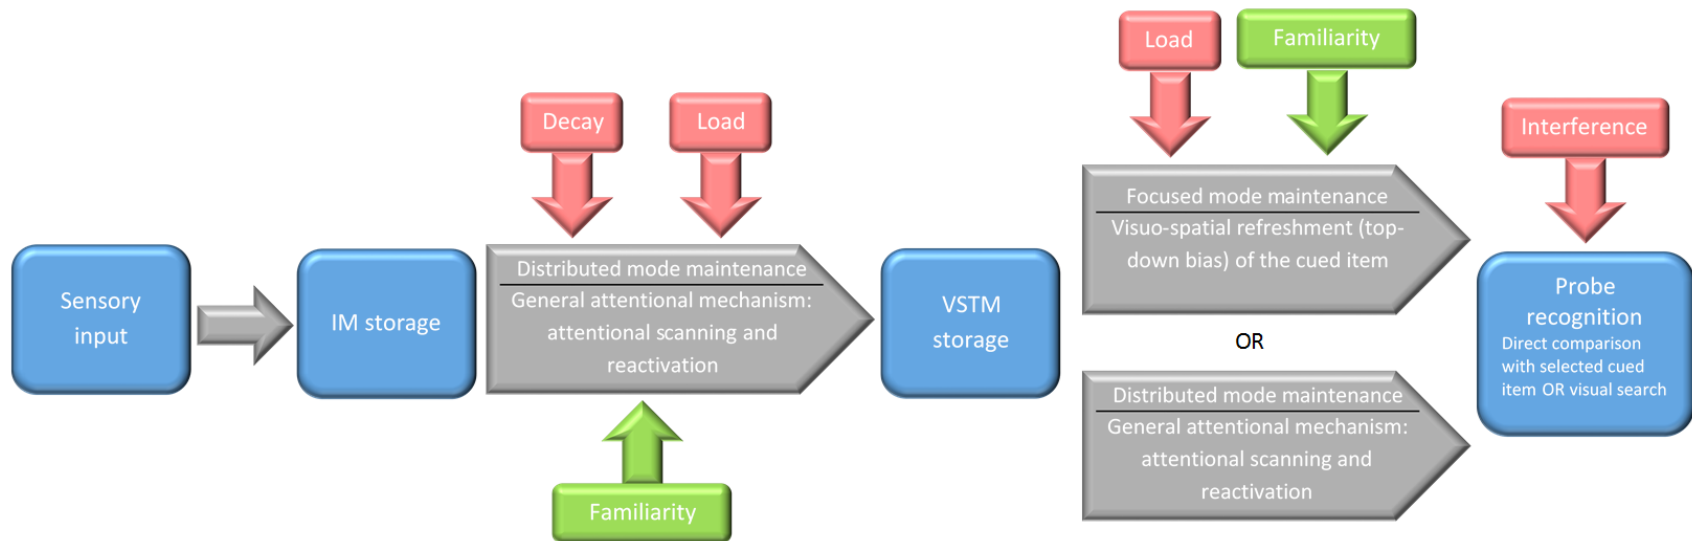 Sensory
input
IM storage
Decay
Load
Distributed mode maintenance
General attentional mechanism:
attentional scanning and
reactivation
Familiarity
VSTM
storage
Load
Familiarity
Focused mode maintenance
Visuo-spatial refreshment (top-
down bias) of the cued item
OR
Distributed mode maintenance
General attentional mechanism:
attentional scanning and
reactivation
Interference
Probe
recognition
Direct comparison
with selected cued
item OR visual search